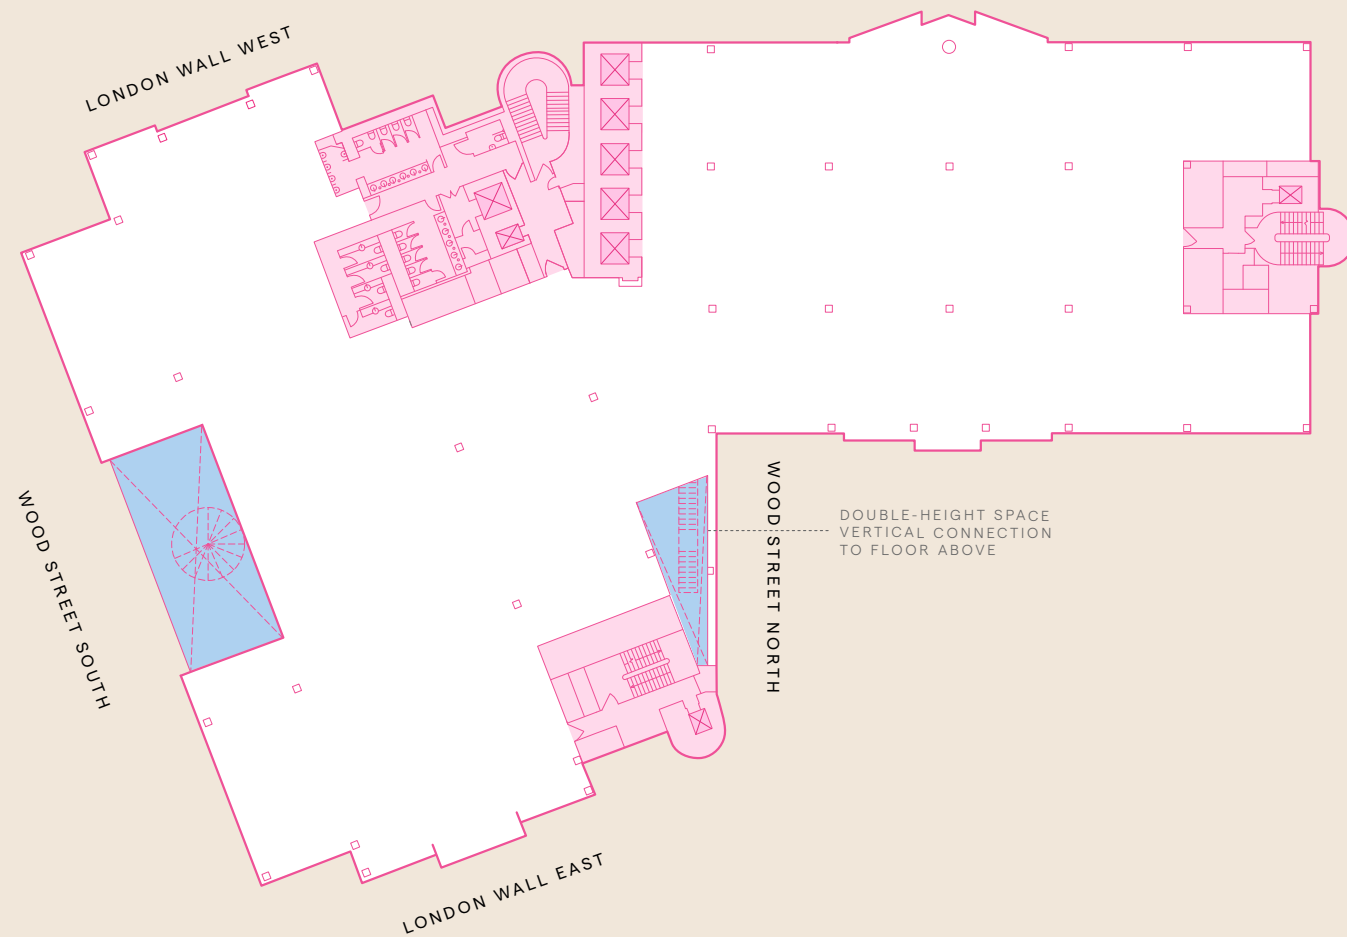 LONDON WALL WEST
WOOD STREET SOUTH
WOOD STREET NORTH
DOUBLE-HEIGHT SPACE
VERTICAL CONNECTION
TO FLOOR ABOVE
LONDON WALL EAST